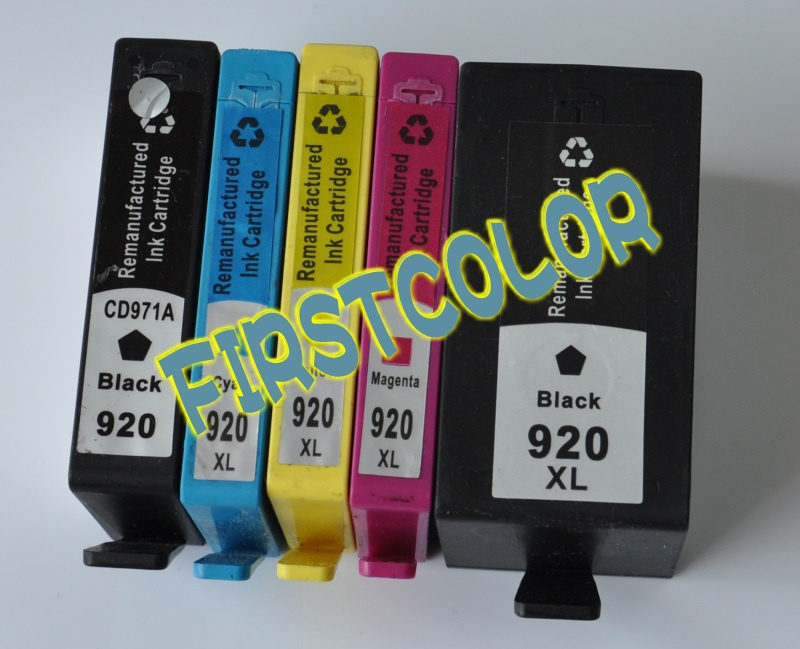 Remanufactured
Ink Cartridge
CD971A
Black
920
Remanufactured
Ink Cartridge
920
XL
Remanufactured
Ink Cartridge
920
XL
Remanufactured
Ink Cartridge
Magenta
920
XL
Black
920
XL
FIRSTCOLOR